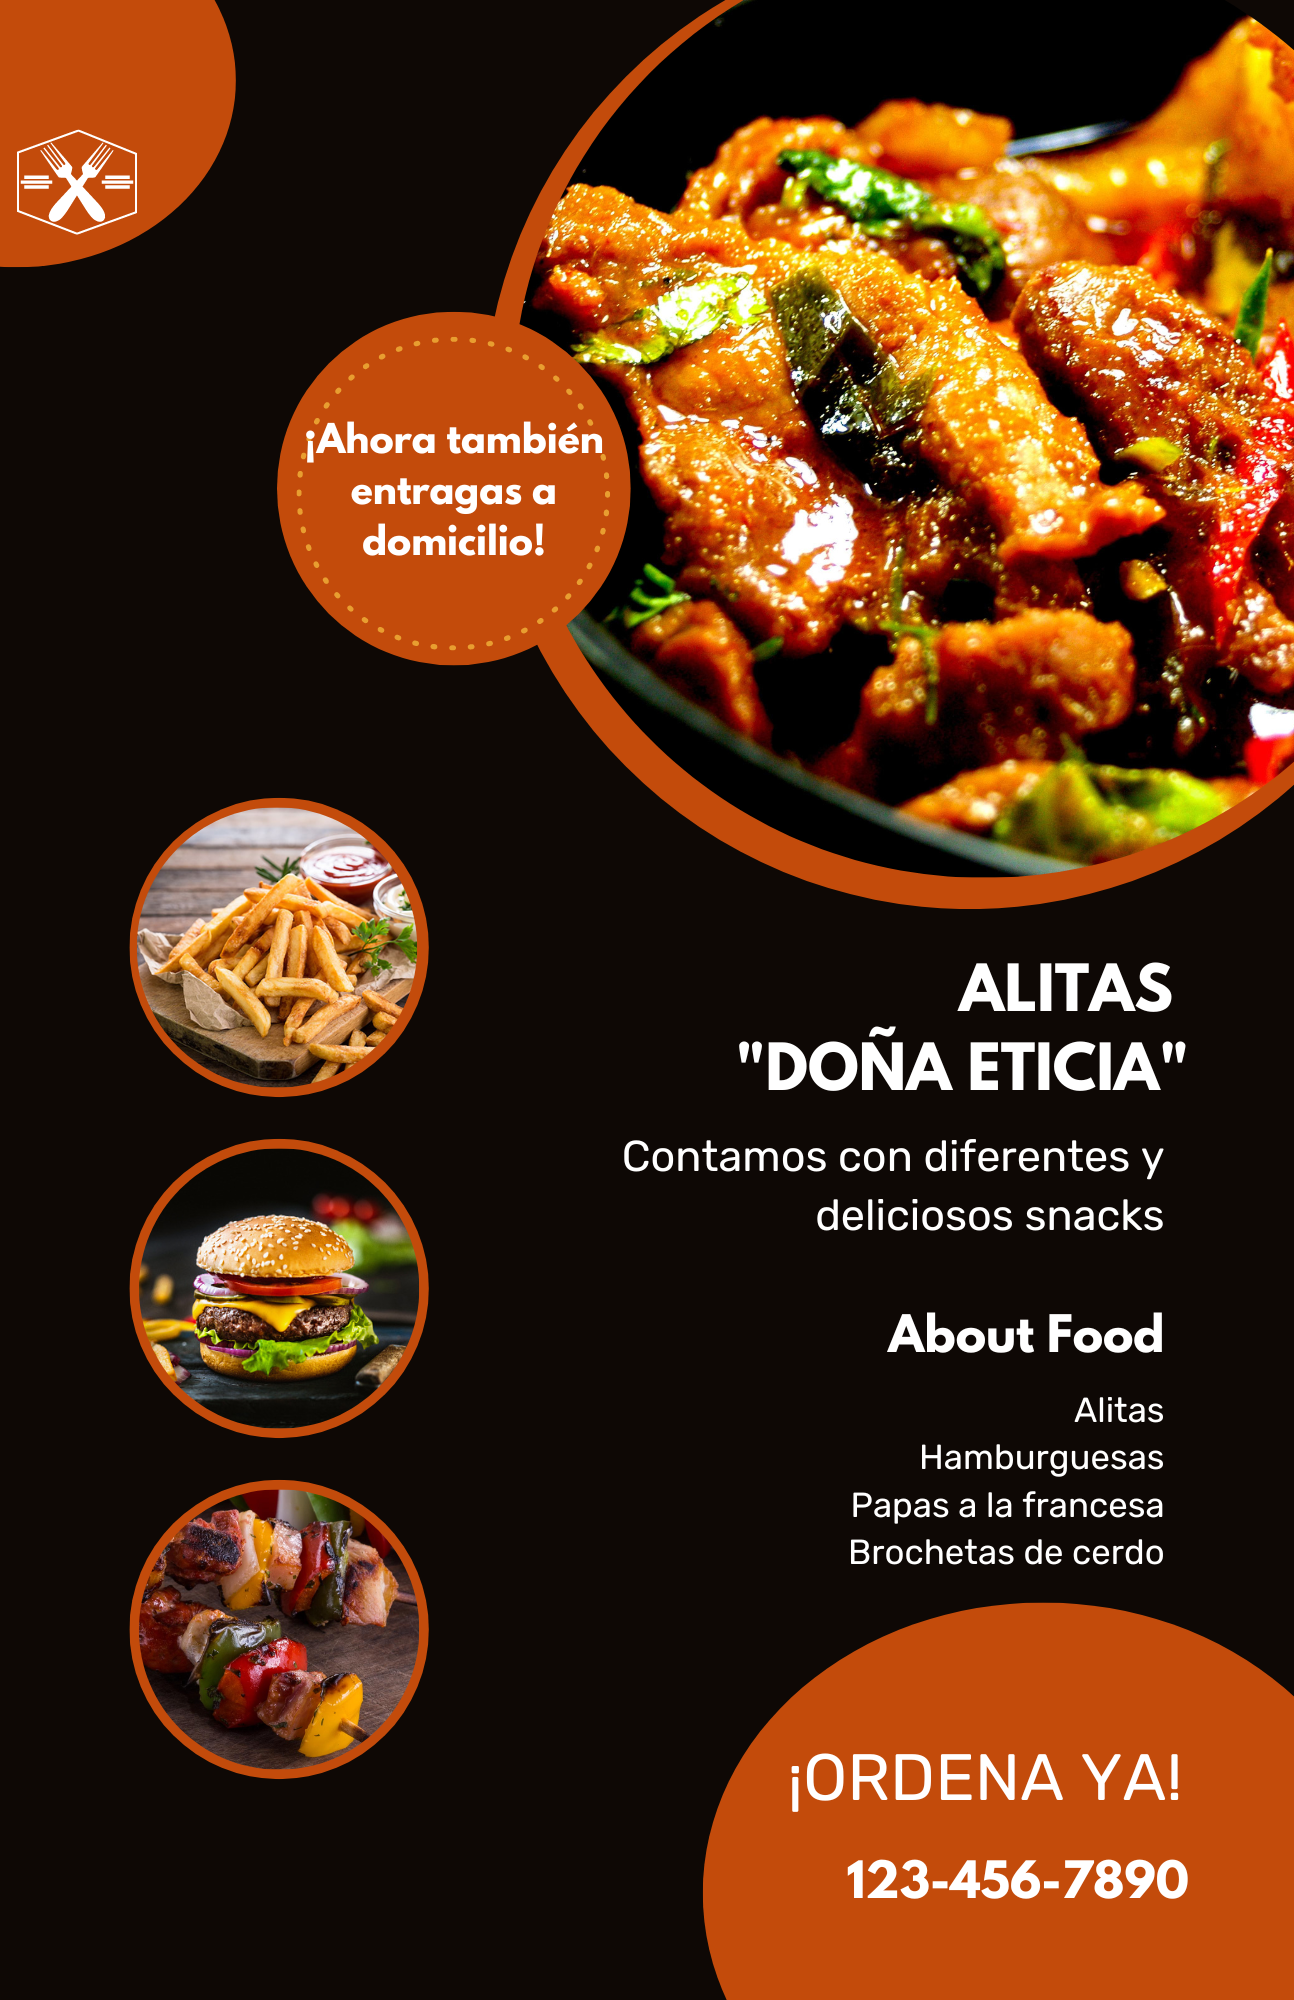 ¡Ahora también
entragas a
domicilio!
ALITAS
"DOÑA ETICIA"
Contamos con diferentes y
deliciosos snacks
About Food
Alitas
Hamburguesas
Papas a la francesa
Brochetas de cerdo
¡ORDENA YA!
123-456-7890